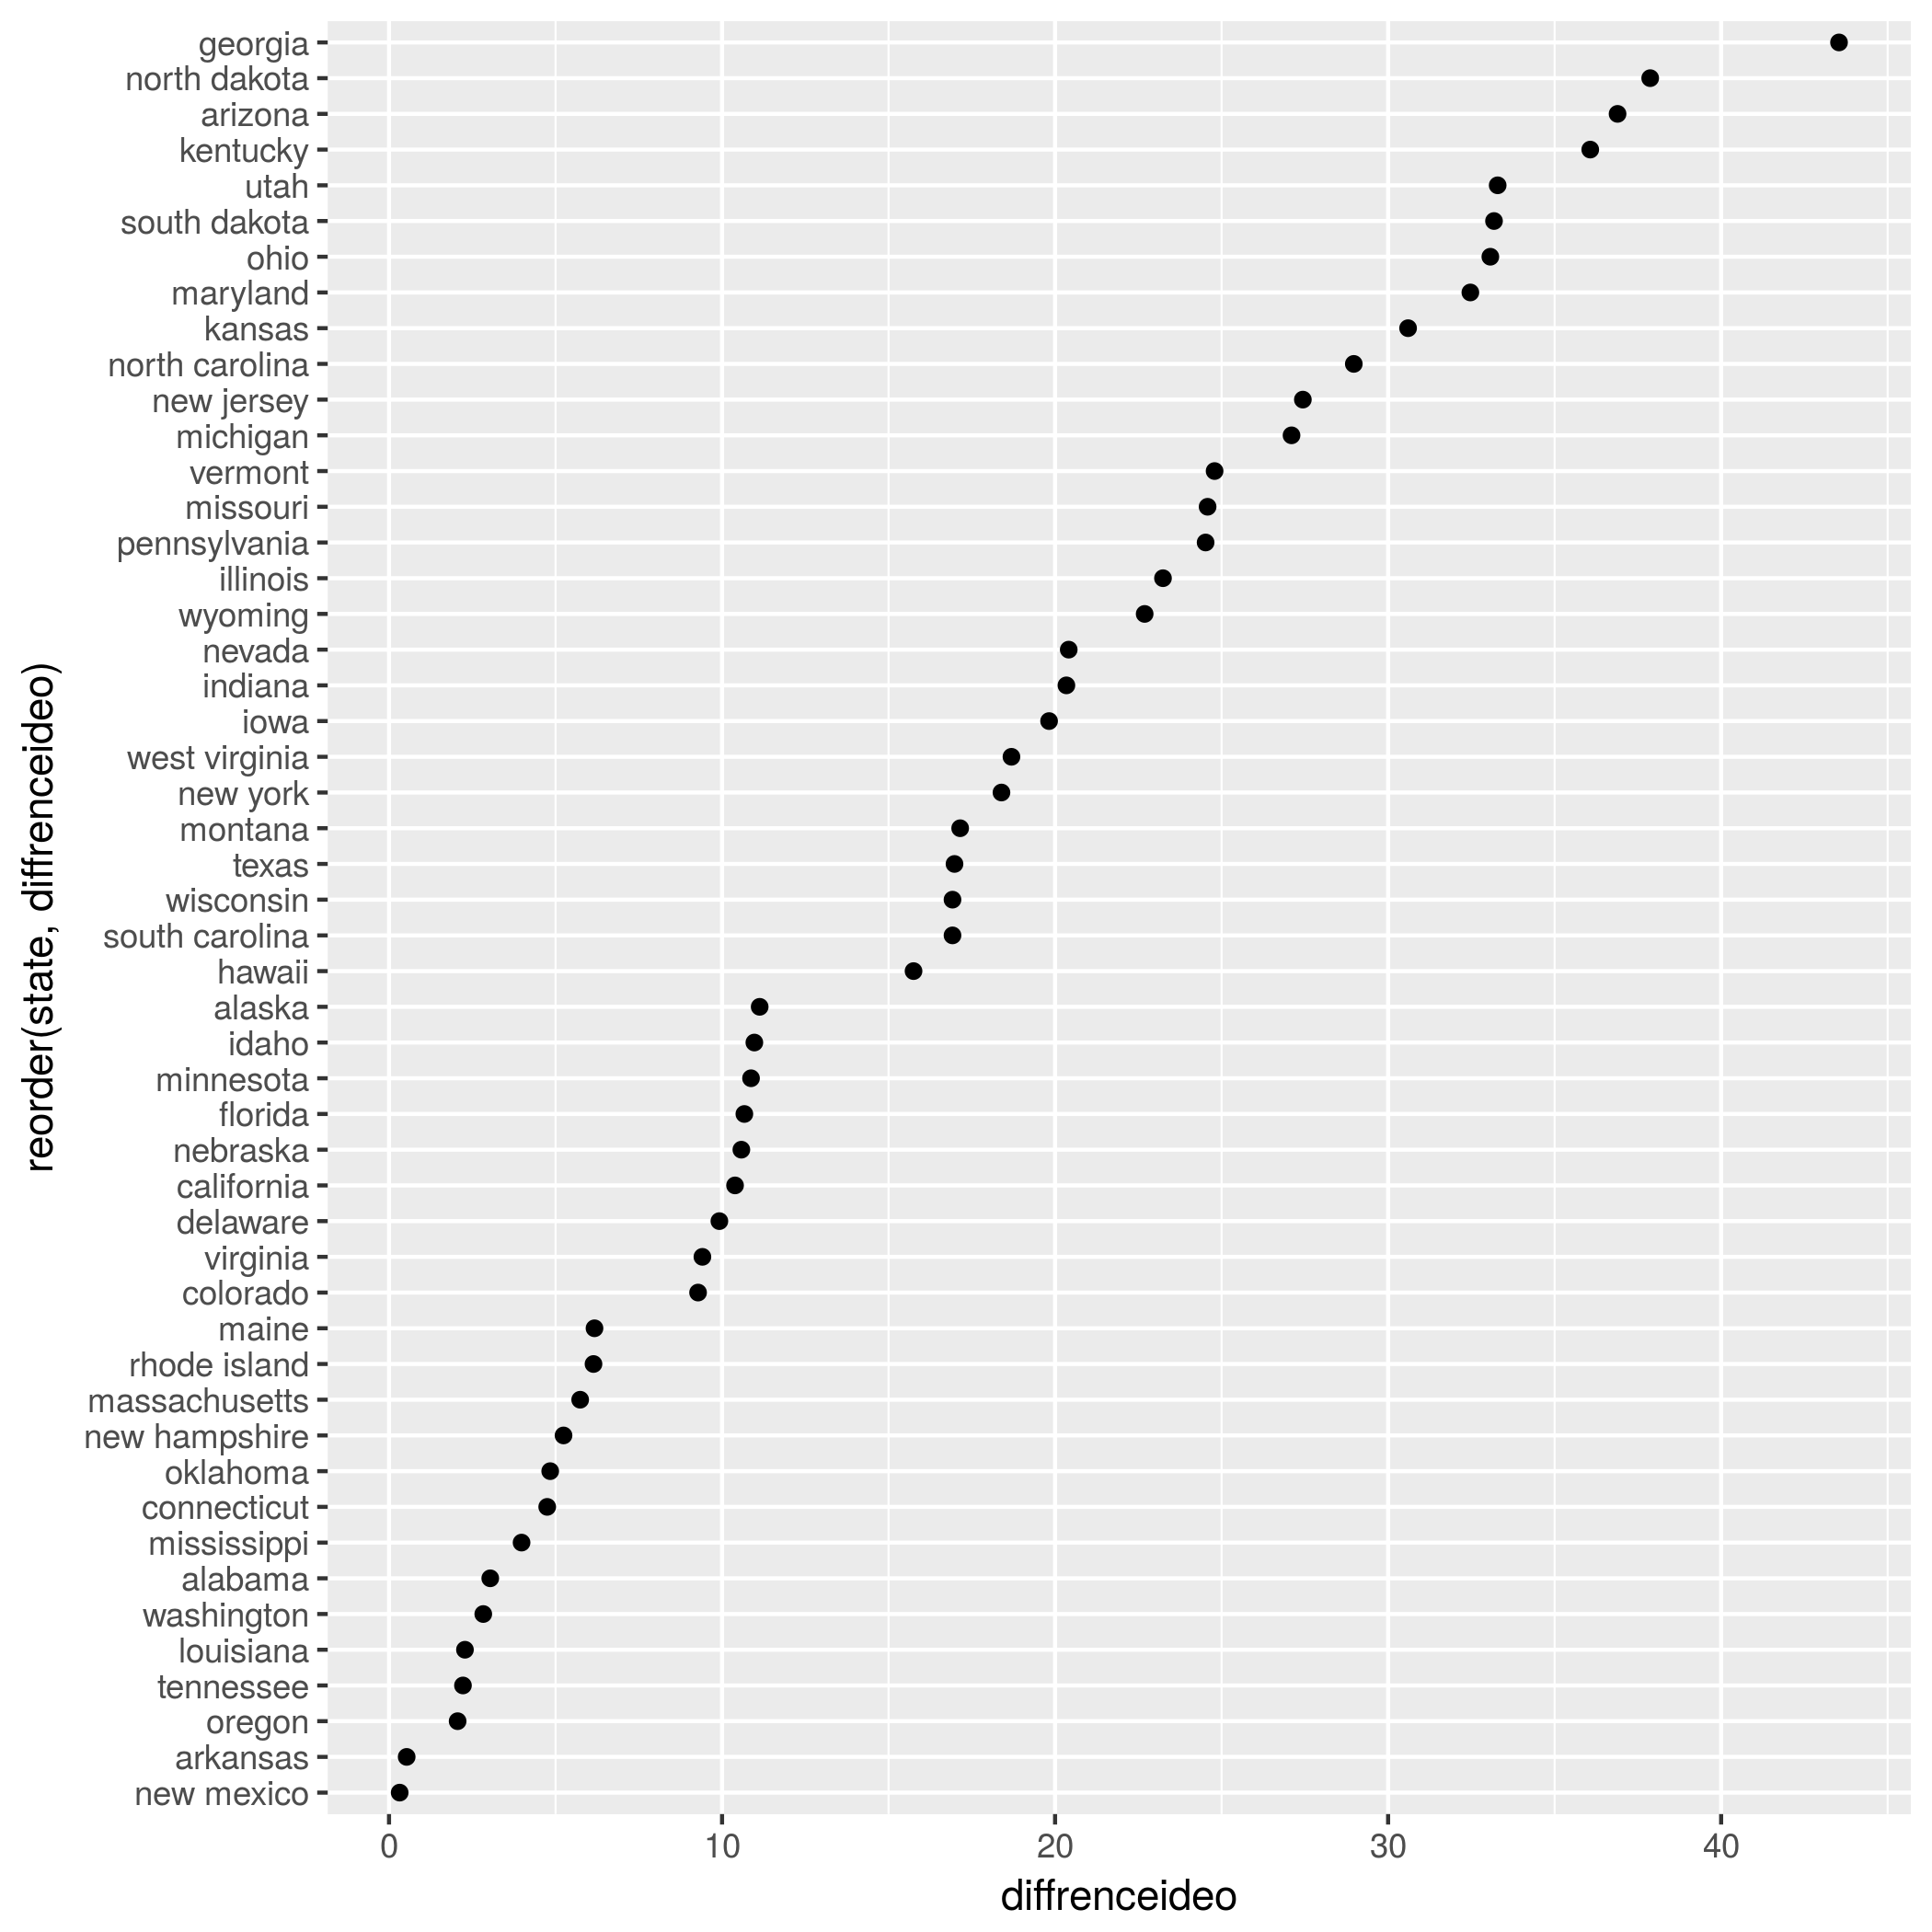 georgia
north dakota
arizona
kentucky
utah
south dakota
ohio
maryland
kansas
north carolina
new jersey
michigan
vermont
missouri
pennsylvania
illinois
wyoming
nevada
indiana
iowa
west virginia
new york
montana
texas
wisconsin
south carolina
hawaii
alaska
idaho
minnesota
florida
nebraska
california
delaware
virginia
colorado
maine
rhode island
massachusetts
new hampshire
oklahoma
connecticut
mississippi
alabama
washington
louisiana
tennessee
oregon
arkansas
new mexico
reorder(state, diffrenceideo)
0 10 20 30 40
diffrenceideo